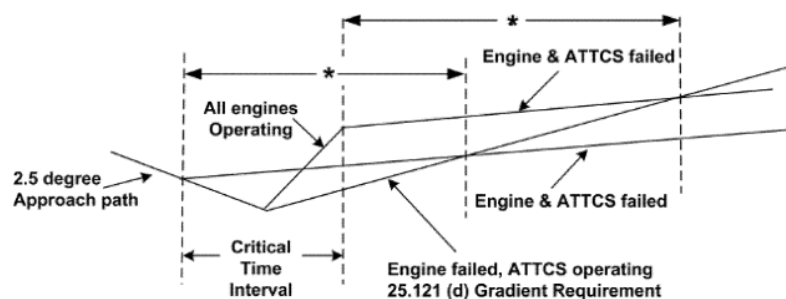 *
*
Engine & ATTCS failed
All engines
Operating
2.5 degree
Approach path
Engine & ATTCS failed
Critical
Time
Interval
Engine failed, ATTCS operating
25.121 (d) Gradient Requirement